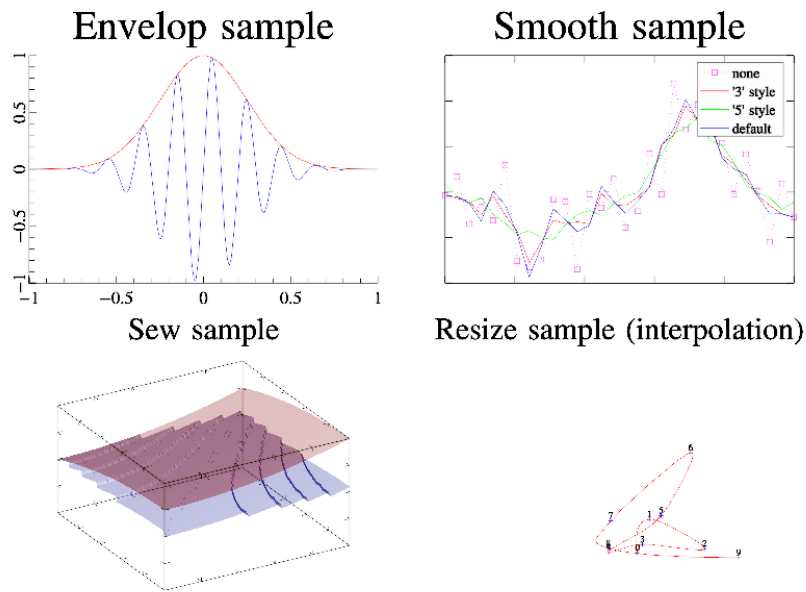 Envelop sample
1
0.5
0
−0.5
−1
−1
−0.5
0
0.5
1
Smooth sample
none
'3' style
'5' style
default
Sew sample
Resize sample (interpolation)
6
7
1
5
3
2
0
9